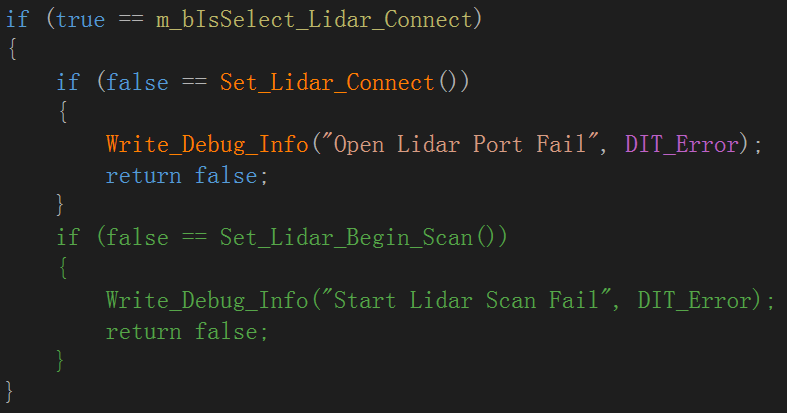 if (true == m_bIsSelect_Lidar_Connect)
{
    if (false == Set_Lidar_Connect())
    {
        Write_Debug_Info("Open Lidar Port Fail", DIT_Error);
        return false;
    }
    if (false == Set_Lidar_Begin_Scan())
    {
        Write_Debug_Info("Start Lidar Scan Fail", DIT_Error);
        return false;
    }
}